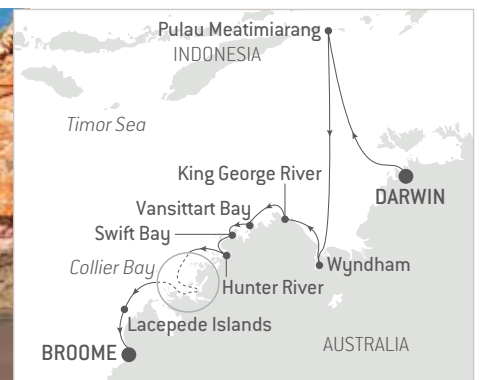 Pulau Meatimiarang
INDONESIA
Timor Sea
King George River
DARWIN
Vansittart Bay
Swift Bay
Collier Bay
Wyndham
Hunter River
Lacepede Islands
AUSTRALIA
BROOME